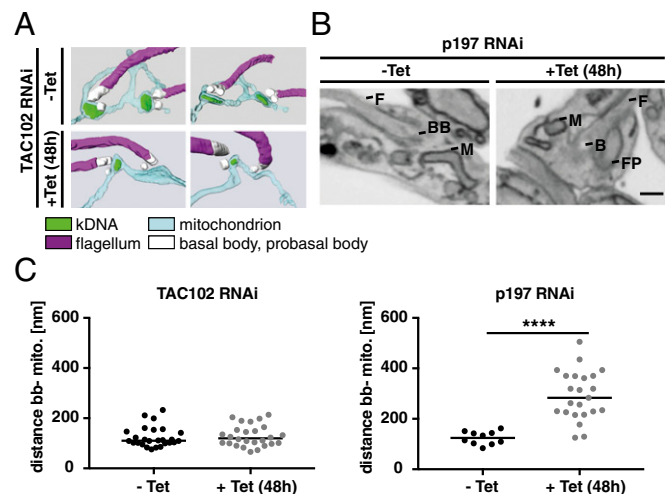 A
B
TAC102 RNAi
-Tet
+Tet (48h)
p197 RNAi
-Tet
+Tet (48h)
F
BB
M
F
M
B
FP
kDNA
mitochondrion
flagellum
basal body, probasal body
C
TAC102 RNAi
distance bb- mito. [nm]
600
400
200
0
- Tet
+ Tet (48h)
p197 RNAi
distance bb- mito. [nm]
600
400
200
0
****
- Tet
+ Tet (48h)